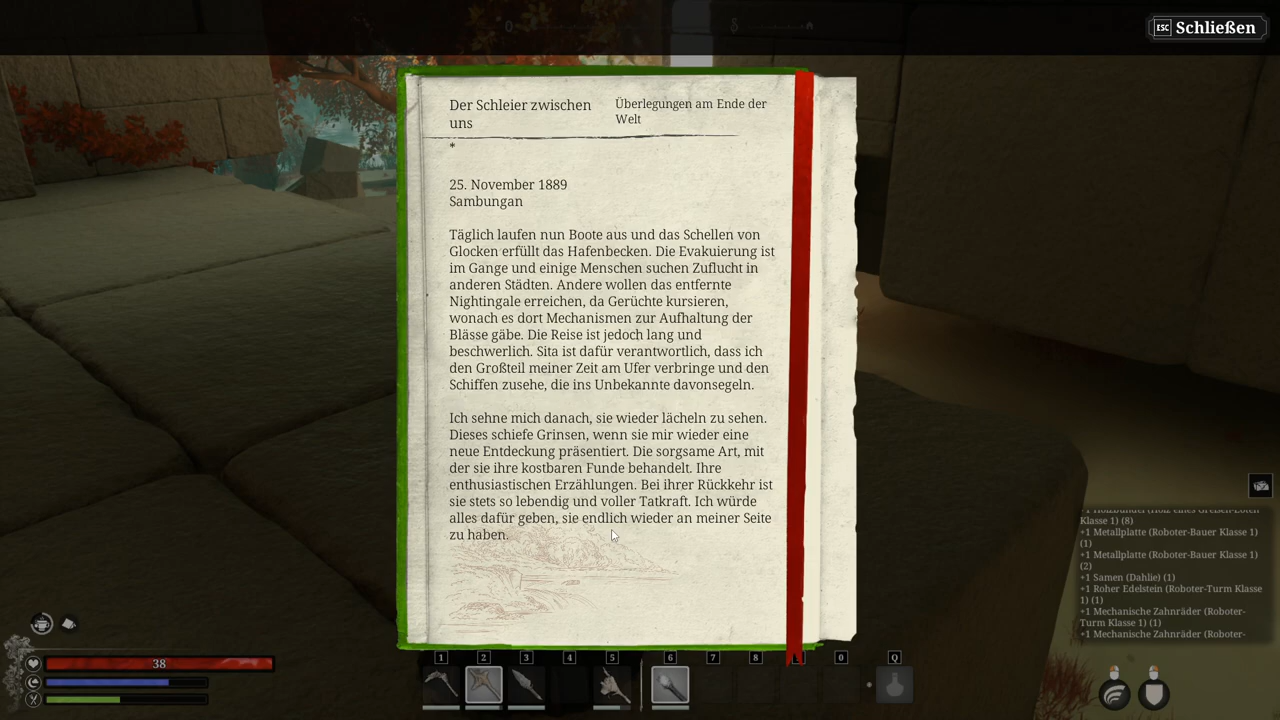 ESC Schließen
Der Schleier zwischen
uns
Überlegungen am Ende der
Welt
*
25. November 1889
Sambungan
Täglich laufen nun Boote aus und das Schellen von
Glocken erfüllt das Hafenbecken. Die Evakuierung ist
im Gange und einige Menschen suchen Zuflucht in
anderen Städten. Andere wollen das entfernte
Nightingale erreichen, da Gerüchte kursieren,
wonach es dort Mechanismen zur Aufhaltung der
Blässe gäbe. Die Reise ist jedoch lang und
beschwerlich. Sita ist dafür verantwortlich, dass ich
den Großteil meiner Zeit am Ufer verbringe und den
Schiffen zusehe, die ins Unbekannte davonsegeln.
Ich sehne mich danach, sie wieder lächeln zu sehen.
Dieses schiefe Grinsen, wenn sie mir wieder eine
neue Entdeckung präsentiert. Die sorgsame Art, mit
der sie ihre kostbaren Funde behandelt. Ihre
enthusiastischen Erzählungen. Bei ihrer Rückkehr ist
sie stets so lebendig und voller Tatkraft. Ich würde
alles dafür geben, sie endlich wieder an meiner Seite
zu haben.
+1 Holzbündel (Holz eines Greisen-Loten
Klasse 1) (8)
+1 Metallplatte (Roboter-Bauer Klasse 1)
(1)
+1 Metallplatte (Roboter-Bauer Klasse 1)
(2)
+1 Samen (Dahlie) (1)
+1 Roher Edelstein (Roboter-Turm Klasse
1) (1)
+1 Mechanische Zahnräder (Roboter-
Turm Klasse 1) (1)
+1 Mechanische Zahnräder (Roboter-
38
1 2 3 4 5 6 7 8 0 Q